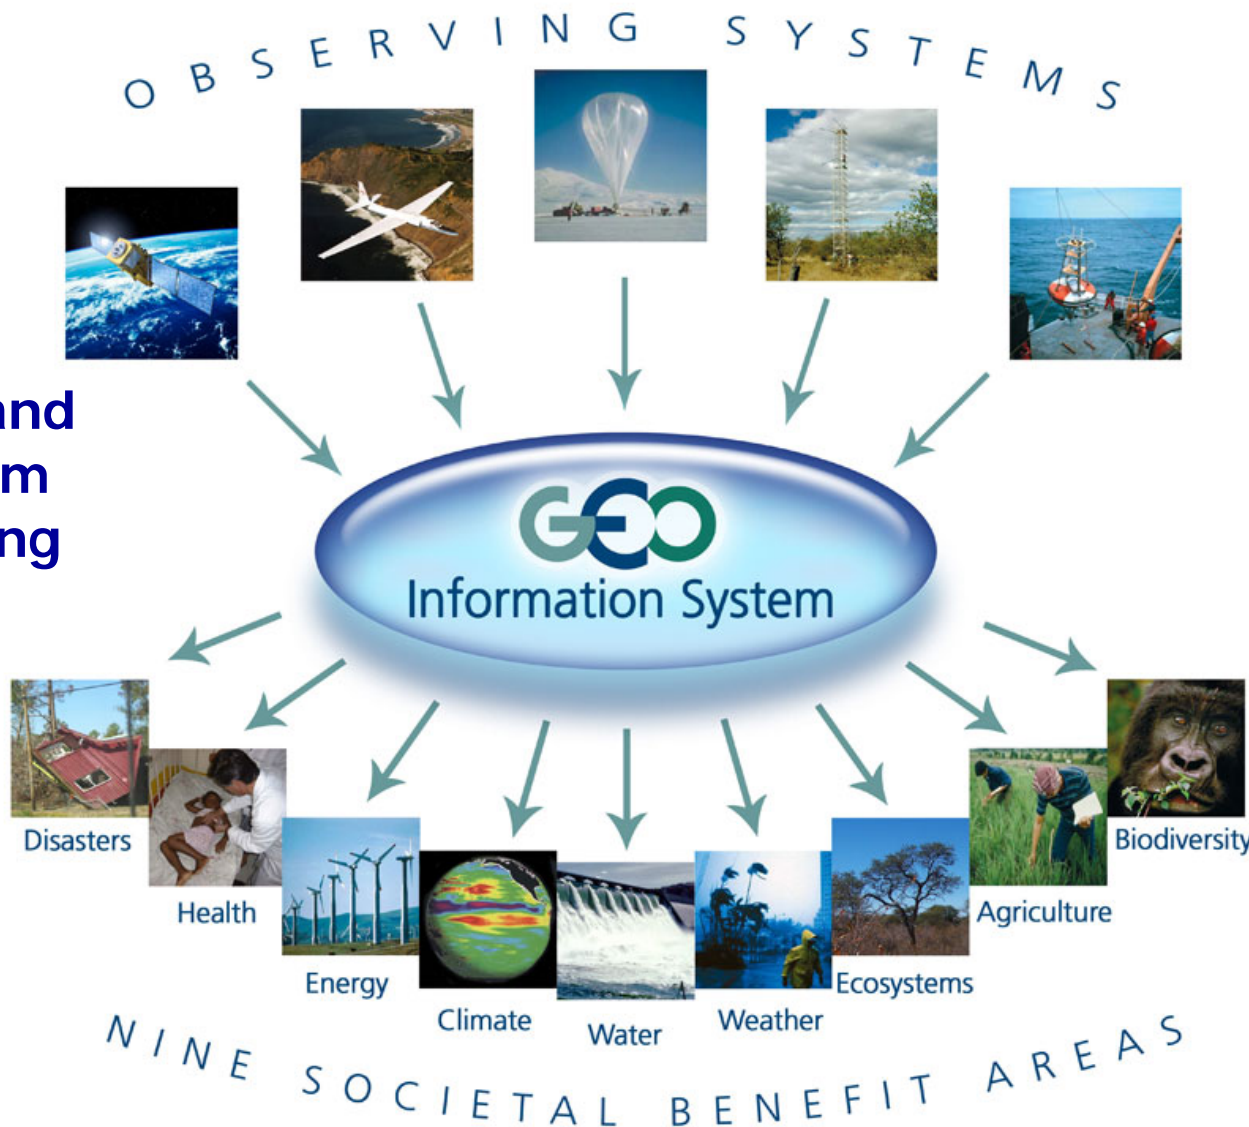 OBSERVING SYSTEMS
and
m
ng
GEO
Information System
Disasters
Health
Energy
Climate
Water
Weather
Ecosystems
Agriculture
Biodiversity
NINE SOCIETAL BENEFIT AREAS